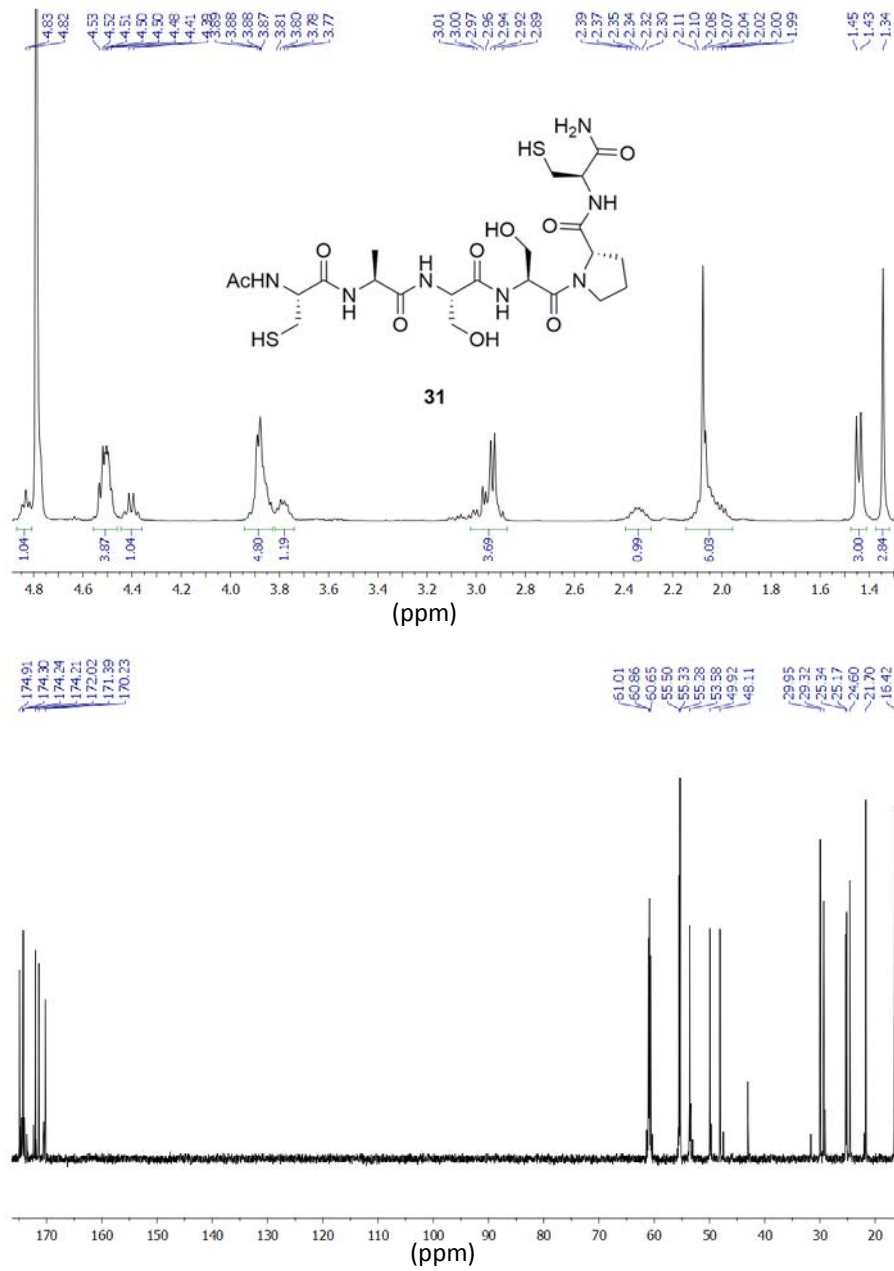 4.83 4.82 4.53 4.52 4.51 4.50 4.50 4.48 4.41 4.39 3.89 3.88 3.88 3.87 3.81 3.80 3.78 3.77 3.01 3.00 2.97 2.96 2.94 2.92 2.89 2.39 2.37 2.35 2.34 2.32 2.30 2.11 2.10 2.08 2.07 2.04 2.02 2.00 1.99 1.45 1.43 1.34
H₂N
HS O
O NH
HO
O O
AcHN N H N H N H N
O O
HS OH
31
1.04 3.87 1.04 4.80 1.19 3.69 0.99 6.03 3.00 2.84
4.8 4.6 4.4 4.2 4.0 3.8 3.6 3.4 3.2 3.0 2.8 2.6 2.4 2.2 2.0 1.8 1.6 1.4
(ppm)
174.91 174.30 174.24 174.21 172.02 171.39 170.23 61.01 60.86 60.65 55.50 55.33 55.28 53.58 49.92 48.11 29.95 29.32 25.34 25.17 24.60 21.70 16.42
170 160 150 140 130 120 110 100 90 80 70 60 50 40 30 20
(ppm)